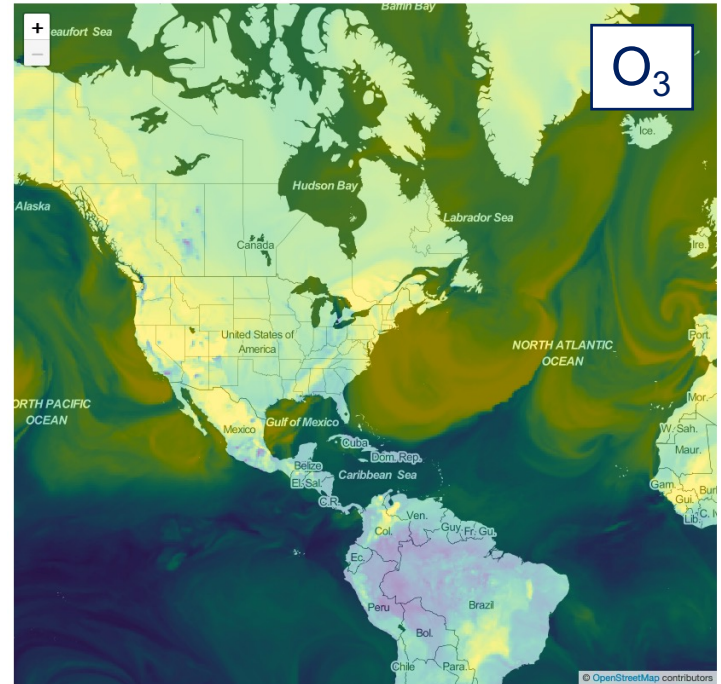 Baffin Bay
+
eaufort Sea
−
O₃
Ice.
Hudson Bay
Alaska
Labrador Sea
Canada
Ire.
United States of
America
Port.
NORTH ATLANTIC
OCEAN
Mor.
ORTH PACIFIC
OCEAN
Mexico
Gulf of Mexico
W. Sah.
Cuba
Maur.
Dom. Rep.
Belize
Caribbean Sea
El. Sal.
Gam.
Burl
Gui.
C.R.
Lib.
C. I
Ven.
Guy.
Fr. Gu.
Col.
Ec.
Peru
Brazil
Bol.
Chile
Para.
© OpenStreetMap contributors